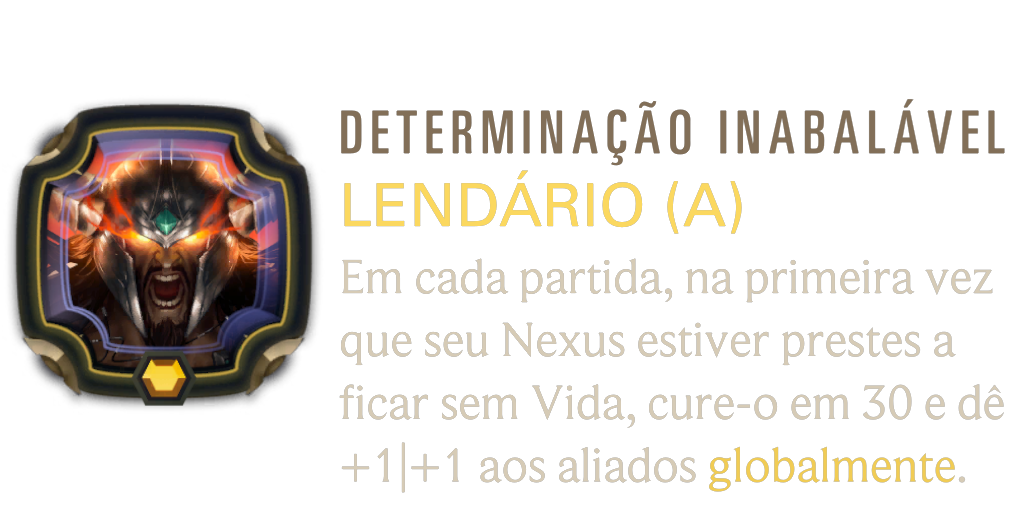 DETERMINAÇÃO INABALÁVEL
LENDÁRIO (A)
Em cada partida, na primeira vez
que seu Nexus estiver prestes a
ficar sem Vida, cure-o em 30 e dê
+1|+1 aos aliados globalmente.